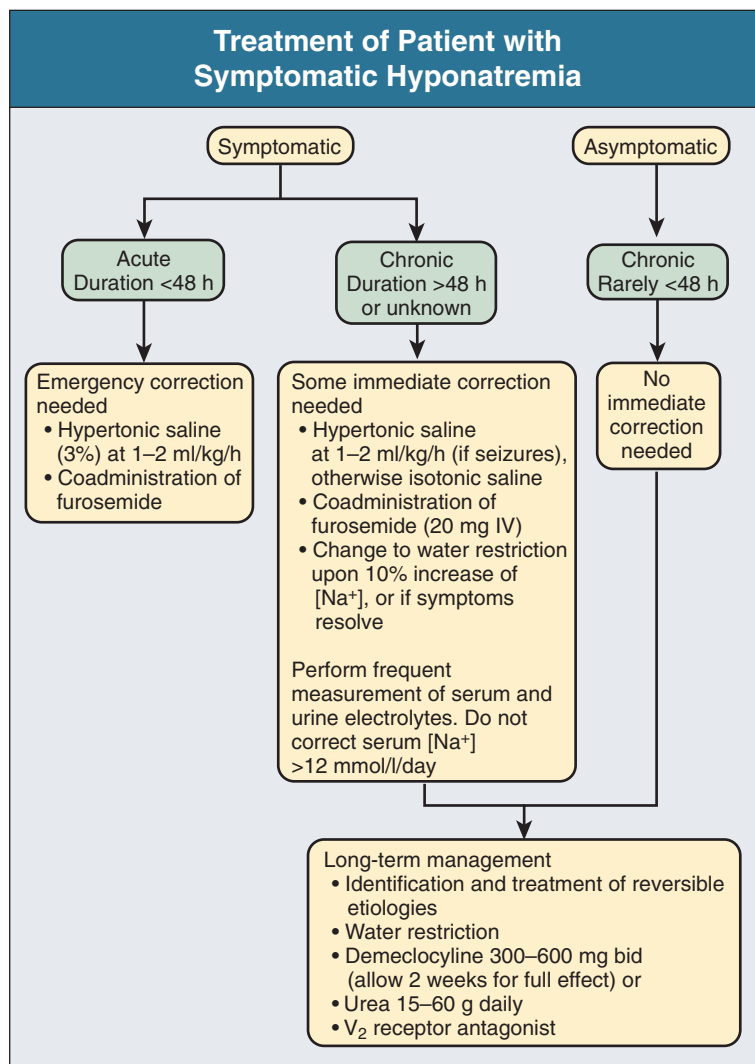 Treatment of Patient with
Symptomatic Hyponatremia
Symptomatic
Asymptomatic
Acute
Duration <48 h
Chronic
Duration >48 h
or unknown
Chronic
Rarely <48 h
Emergency correction
needed
• Hypertonic saline
(3%) at 1–2 ml/kg/h
• Coadministration of
furosemide
Some immediate correction
needed
• Hypertonic saline
at 1–2 ml/kg/h (if seizures),
otherwise isotonic saline
• Coadministration of
furosemide (20 mg IV)
• Change to water restriction
upon 10% increase of
[Na⁺], or if symptoms
resolve
Perform frequent
measurement of serum and
urine electrolytes. Do not
correct serum [Na⁺]
>12 mmol/l/day
No
immediate
correction
needed
Long-term management
• Identification and treatment of reversible
etiologies
• Water restriction
• Demeclocyline 300–600 mg bid
(allow 2 weeks for full effect) or
• Urea 15–60 g daily
• V₂ receptor antagonist